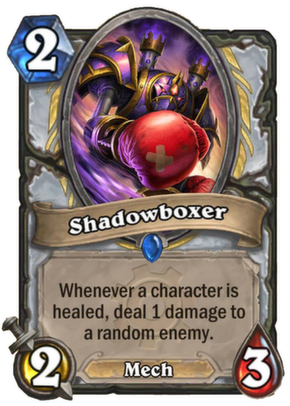 2
Shadowboxer
Whenever a character is
healed, deal 1 damage to
a random enemy.
2
Mech
3